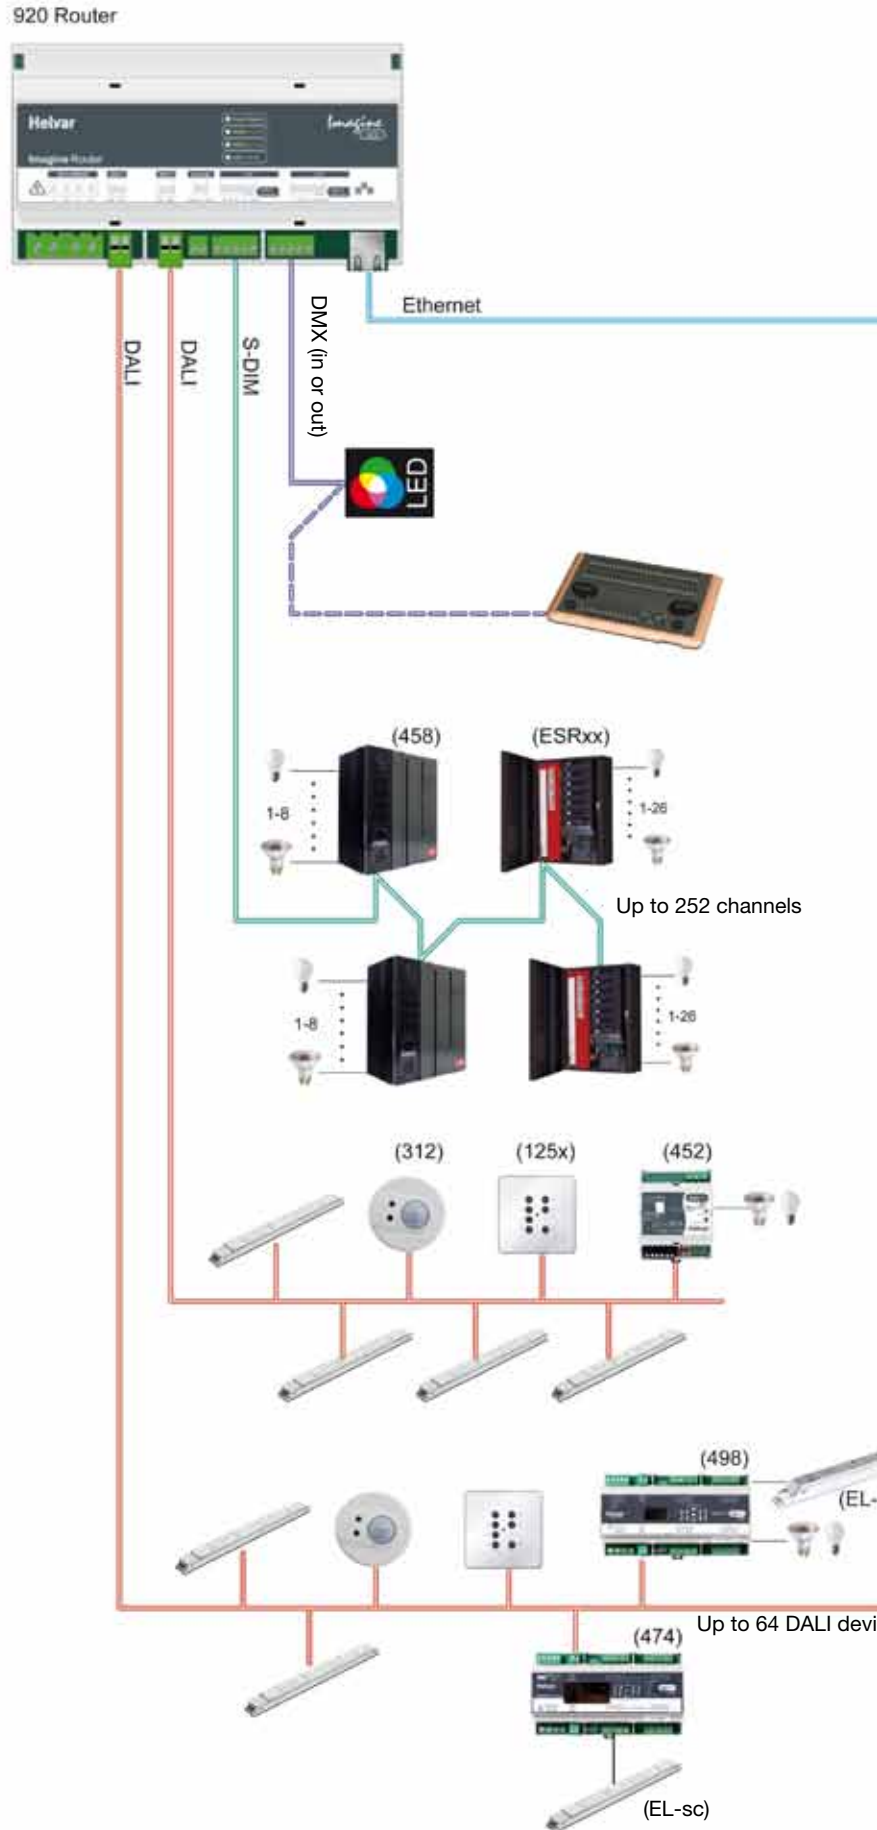 920 Router
Helvar
Imagine
Imagine Router
Ethernet
DALI
DALI
S-DIM
DMX (in or out)
LED
(458)
(ESRxx)
1-8
1-26
Up to 252 channels
1-8
1-26
(312)
(125x)
(452)
(498)
(EL-
Up to 64 DALI devi
(474)
(EL-sc)